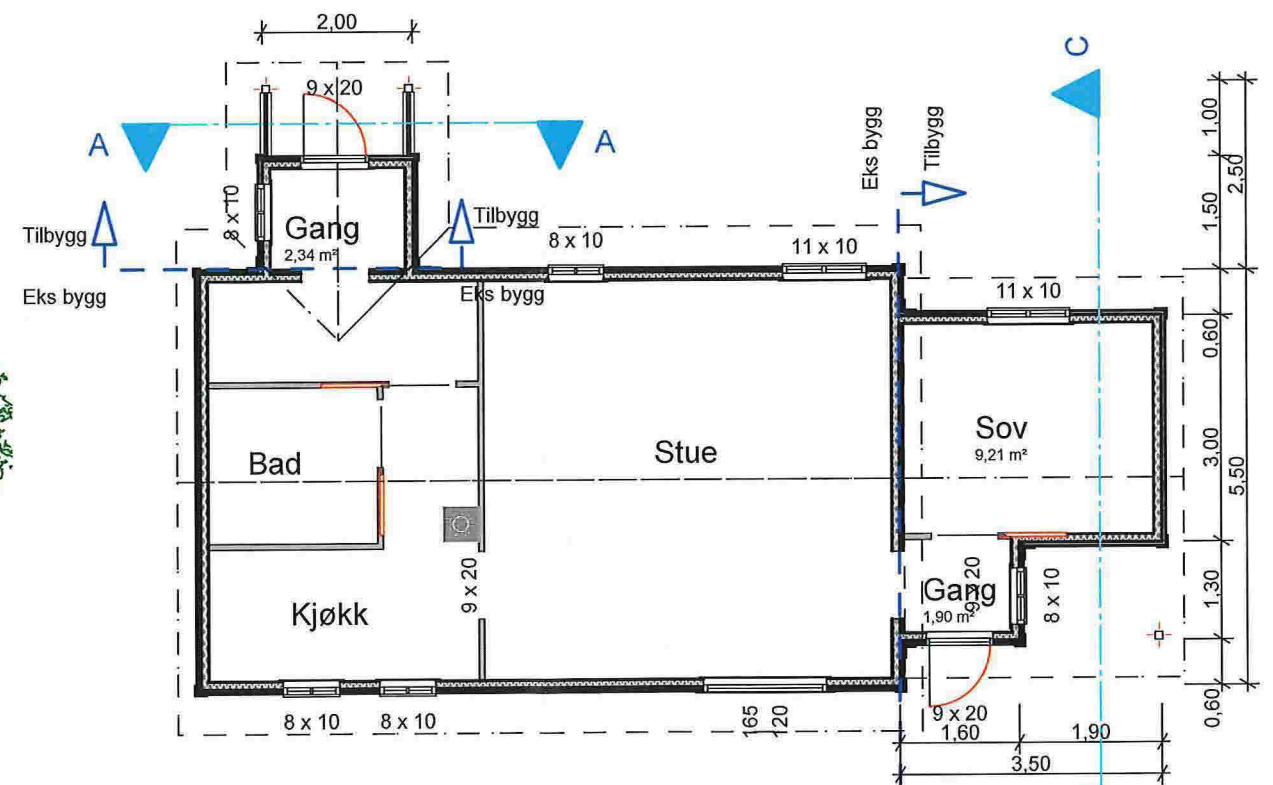 2,00
9 x 20
C
A
A
Eks bygg
Tilbygg
1,00
2,50
1,50
8 x 10
Gang
2,34 m²
Tilbygg
Tilbygg
8 x 10
11 x 10
Eks bygg
Eks bygg
11 x 10
0,60
Bad
Stue
Sov
9,21 m²
3,00
5,50
9 x 20
Kjøkk
Gang
1,90 m²
9 x 20
8 x 10
1,30
8 x 10
8 x 10
165
120
9 x 20
1,60
1,90
0,60
3,50